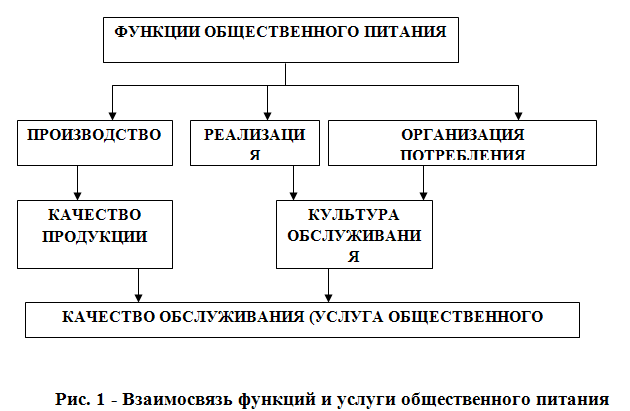 ФУНКЦИИ ОБЩЕСТВЕННОГО ПИТАНИЯ
ПРОИЗВОДСТВО
РЕАЛИЗАЦИ
Я
ОРГАНИЗАЦИЯ
ПОТРЕБЛЕНИЯ
КАЧЕСТВО
ПРОДУКЦИИ
КУЛЬТУРА
ОБСЛУЖИВАНИ
Я
КАЧЕСТВО ОБСЛУЖИВАНИЯ (УСЛУГА ОБЩЕСТВЕННОГО
Рис. 1 - Взаимосвязь функций и услуги общественного питания